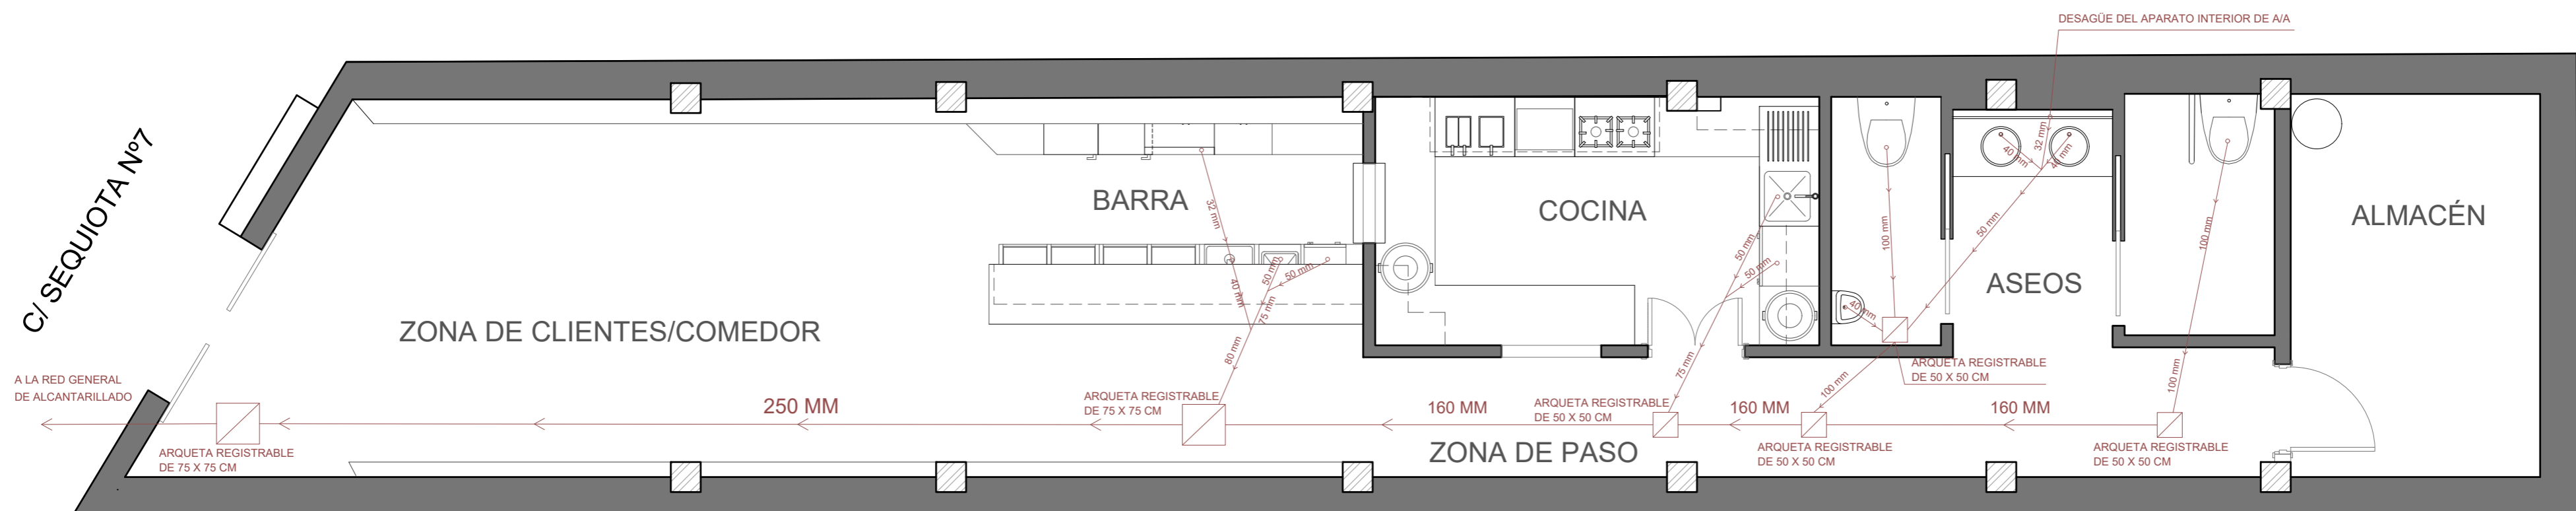 DESAGÜE DEL APARATO INTERIOR DE A/A
C/ SEQUIOTA Nº7
BARRA
COCINA
ALMACÉN
ASEOS
ZONA DE CLIENTES/COMEDOR
ZONA DE PASO
32 mm
40 mm
50 mm
50 mm
75 mm
80 mm
50 mm
50 mm
75 mm
100 mm
40 mm
40 mm
32 mm
40 mm
50 mm
100 mm
100 mm
100 mm
A LA RED GENERAL
DE ALCANTARILLADO
ARQUETA REGISTRABLE
DE 75 X 75 CM
250 MM
ARQUETA REGISTRABLE
DE 75 X 75 CM
160 MM
ARQUETA REGISTRABLE
DE 50 X 50 CM
160 MM
ARQUETA REGISTRABLE
DE 50 X 50 CM
ARQUETA REGISTRABLE
DE 50 X 50 CM
160 MM
ARQUETA REGISTRABLE
DE 50 X 50 CM